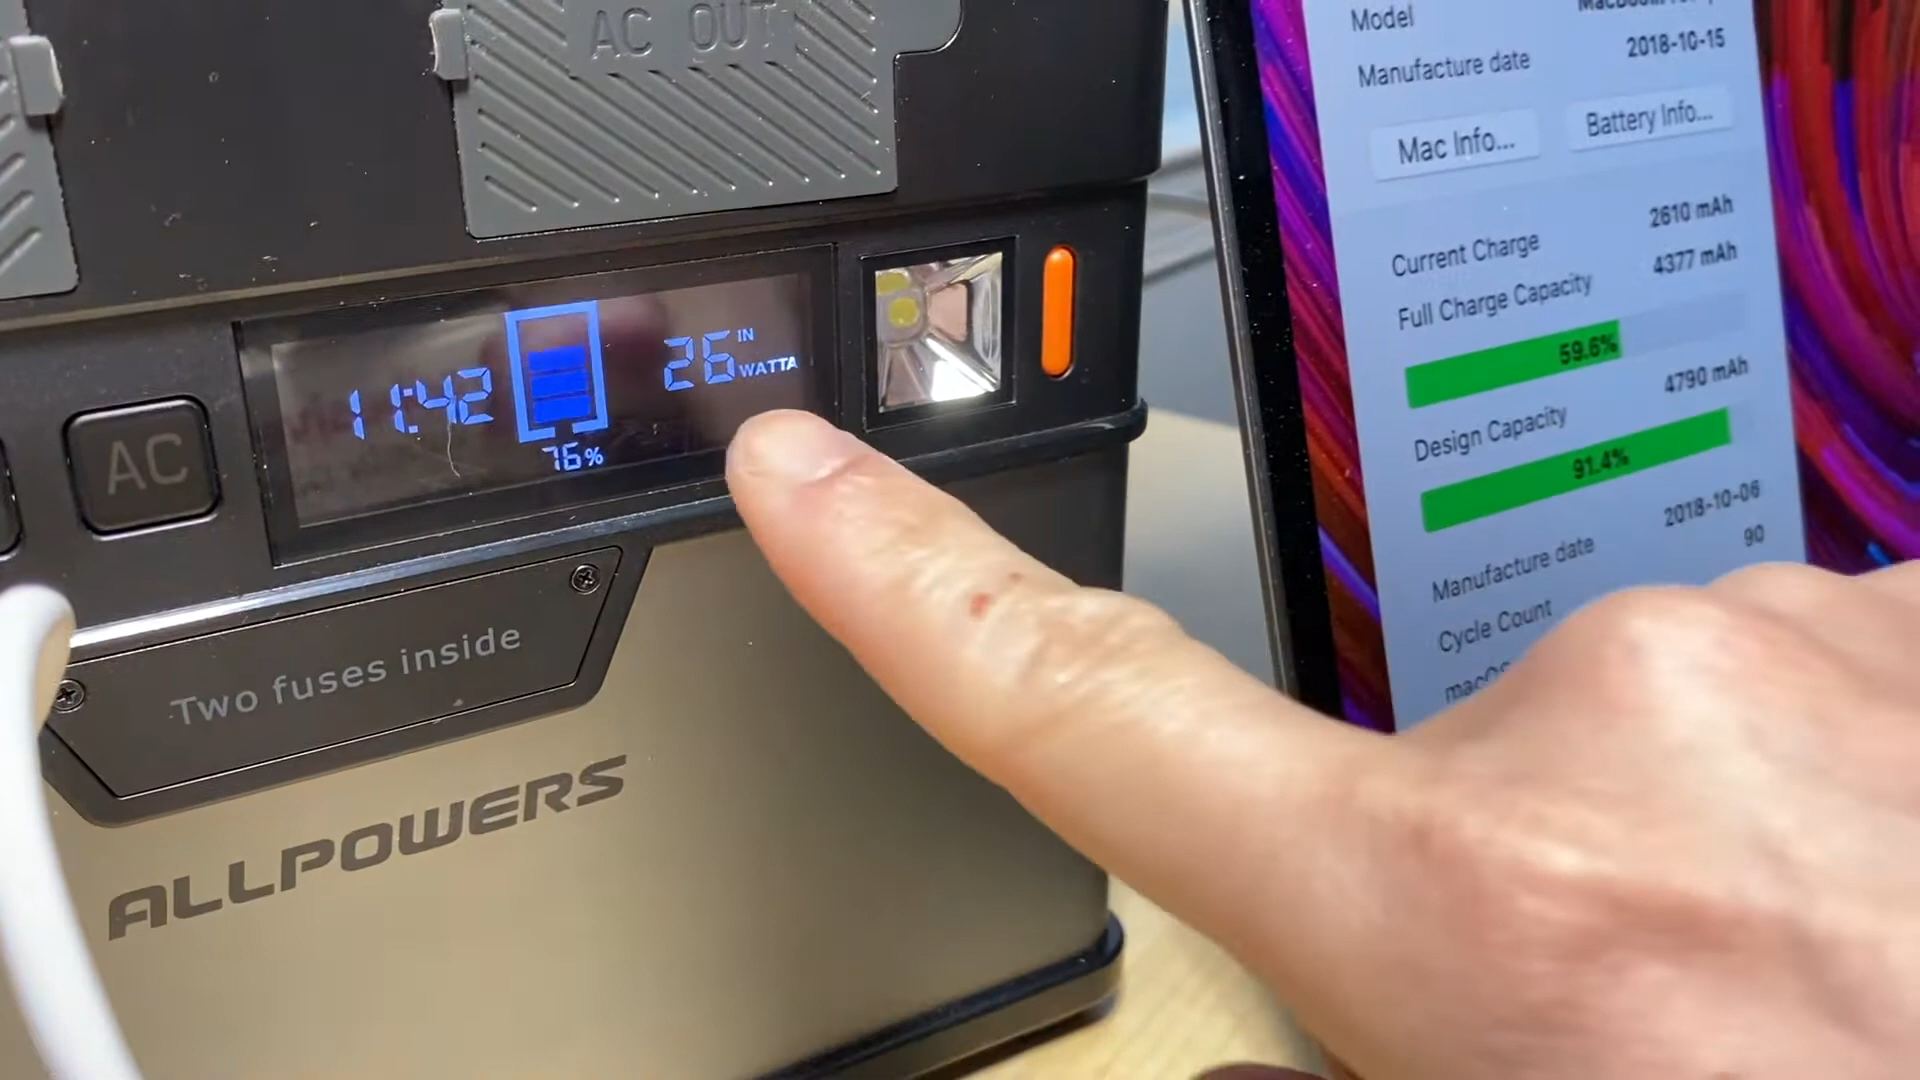 AC OUT
AC
11:42
76%
26 IN
WATTA
Two fuses inside
ALLPOWERS
Model
Manufacture date 2018-10-15
Mac Info... Battery Info...
Current Charge 2610 mAh
Full Charge Capacity 4377 mAh
59.6%
Design Capacity 4790 mAh
91.4%
Manufacture date 2018-10-06
Cycle Count 90